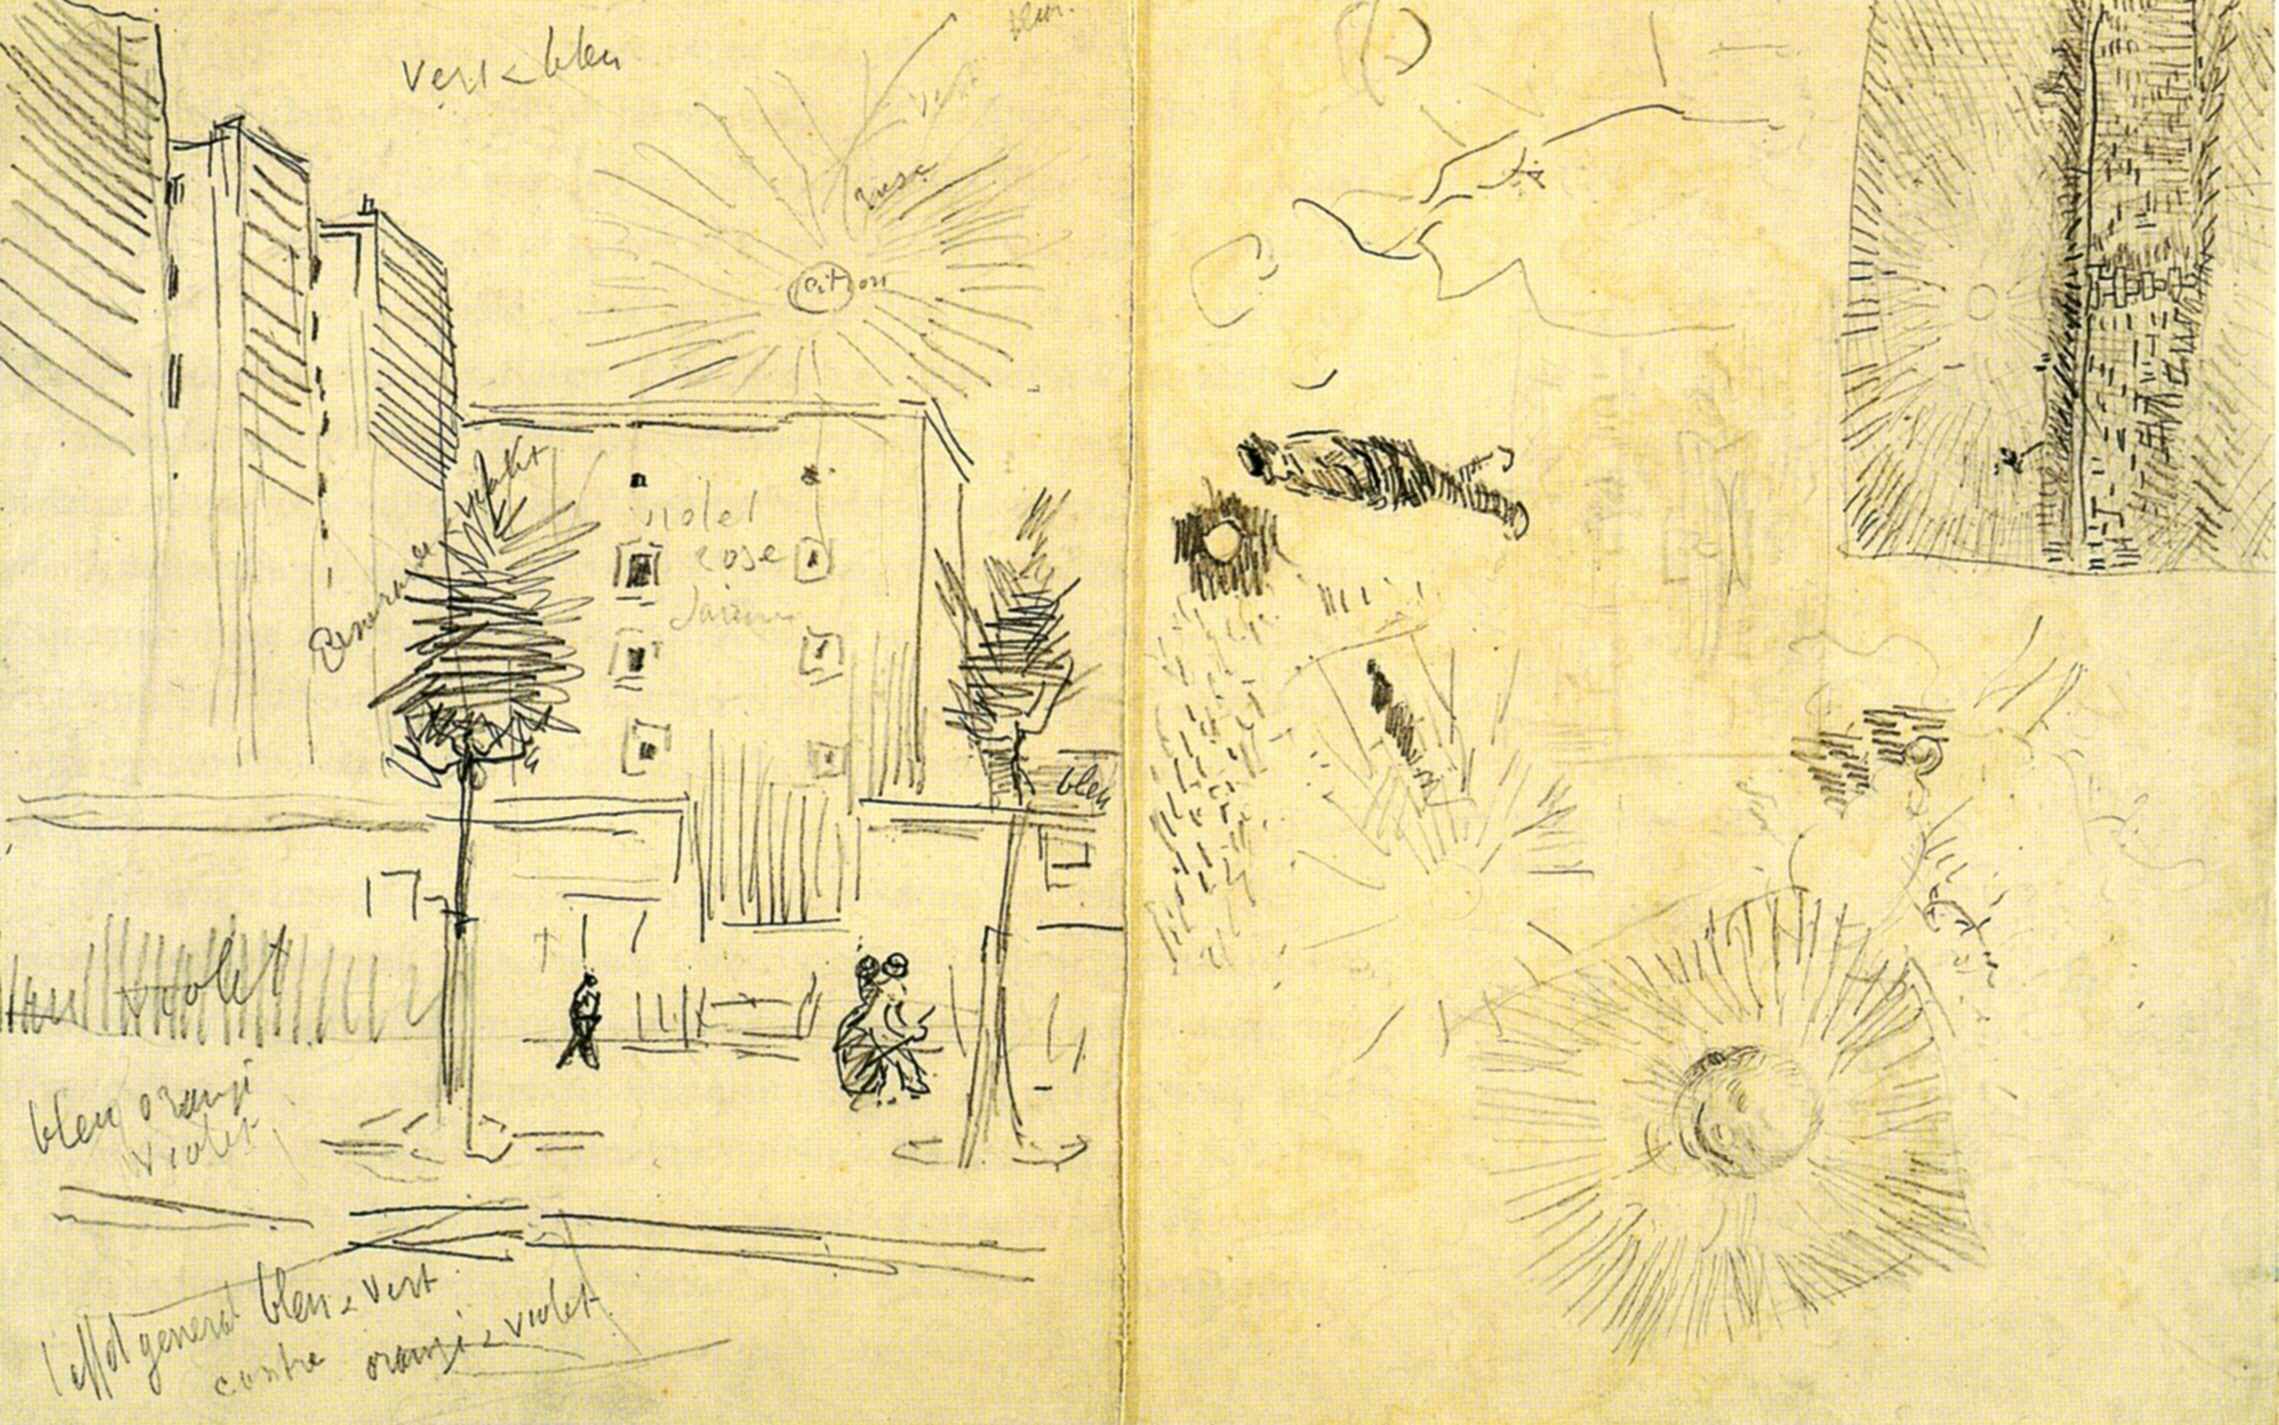 vert & bleu
vert
rose
citron
violet
Emeraude
violet
rose
Jaune
bleu
violet
bleu orangé
violet
l'effet general bleu & vert
contre orangé & violet